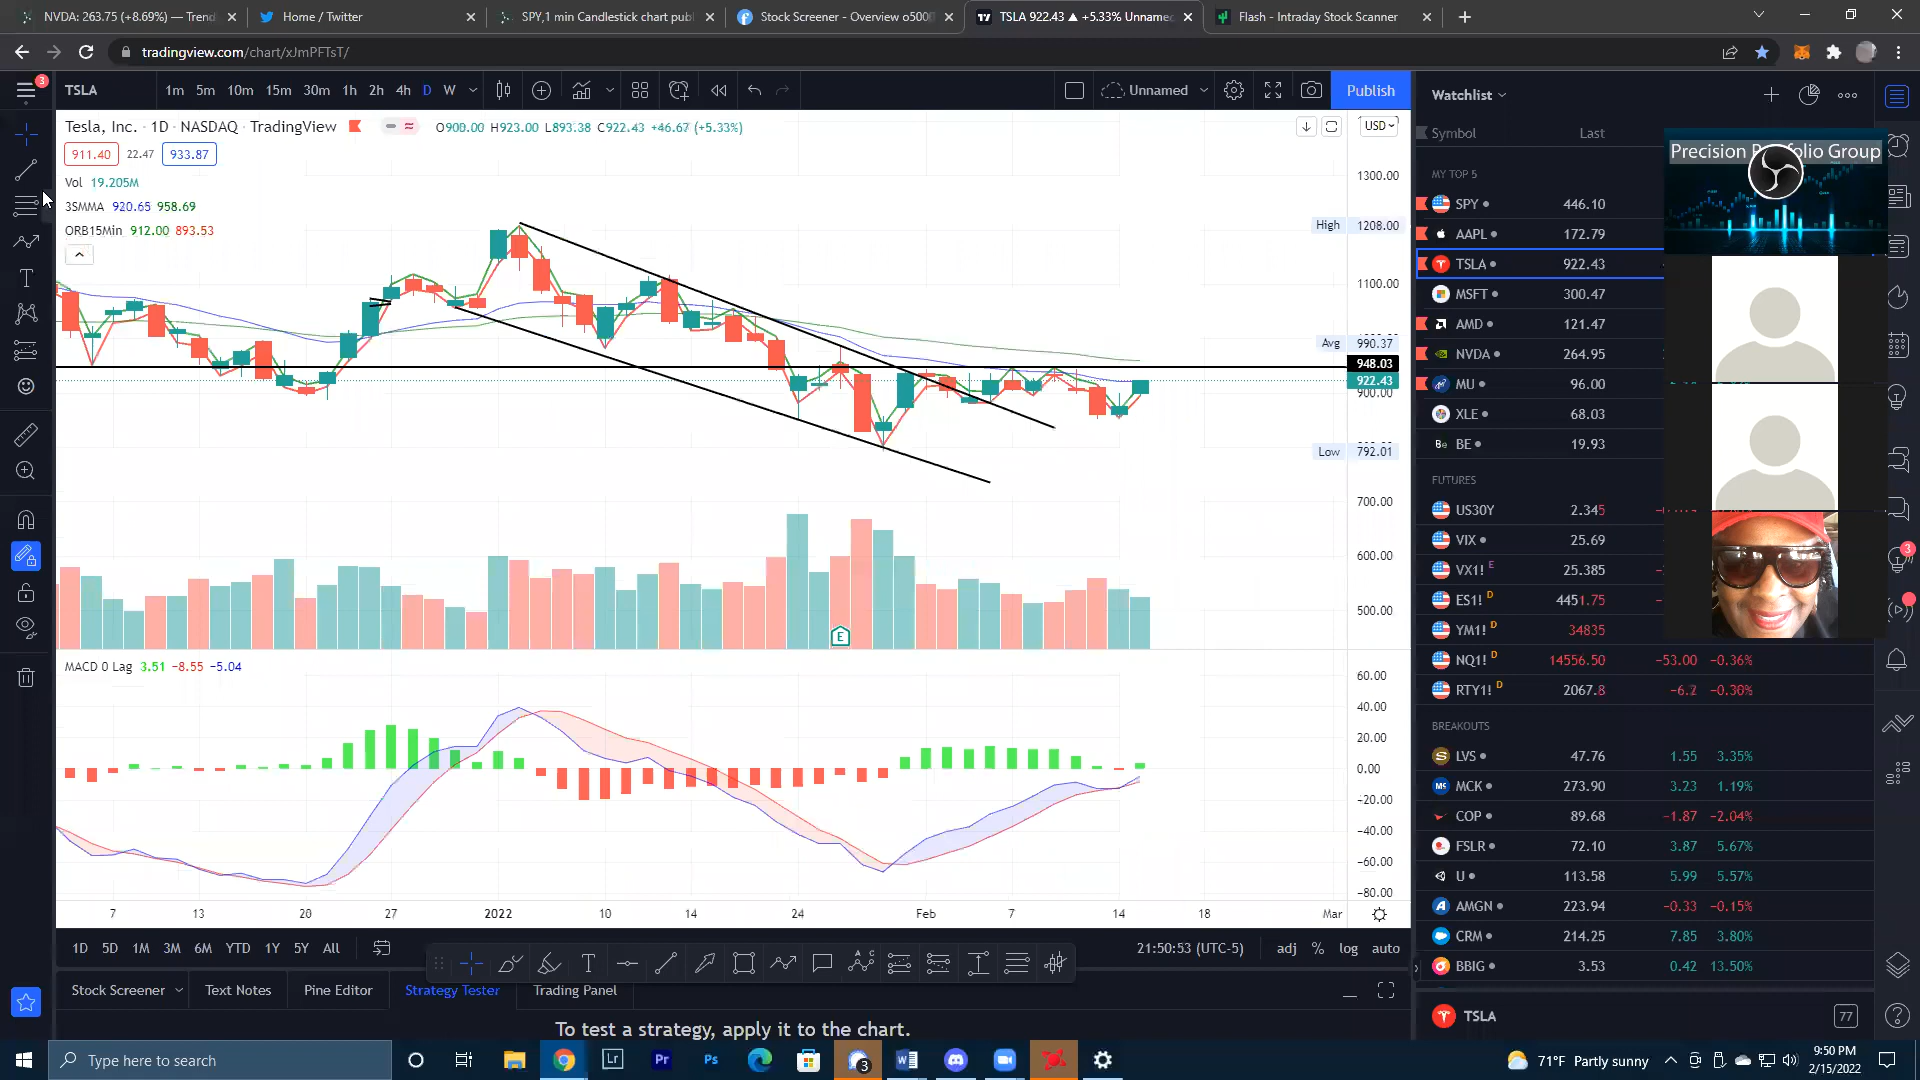 NVDA: 263.75 (+8.69%) — Trend
Home / Twitter
SPY,1 min Candlestick chart publ
Stock Screener - Overview o500
TSLA 922.43 ▲ +5.33% Unname
Flash - Intraday Stock Scanner
tradingview.com/chart/xJmPFTsT/
3
TSLA
1m 5m 10m 15m 30m 1h 2h 4h D W
Unnamed
Publish
Tesla, Inc. · 1D · NASDAQ · TradingView
O900.00 H923.00 L893.38 C922.43 +46.67 (+5.33%)
USD
911.40 22.47 933.87
Vol 19.205M
3SMMA 920.65 958.69
ORB15Min 912.00 893.53
1300.00
High 1208.00
1100.00
Avg 990.37
948.03
922.43
900.00
Low 792.01
700.00
600.00
500.00
E
MACD 0 Lag 3.51 −8.55 −5.04
60.00
40.00
20.00
0.00
−20.00
−40.00
−60.00
−80.00
7 13 20 27 2022 10 14 24 Feb 7 14 18 Mar
1D 5D 1M 3M 6M YTD 1Y 5Y All
21:50:53 (UTC-5)
adj % log auto
Stock Screener Text Notes Pine Editor Strategy Tester Trading Panel
To test a strategy, apply it to the chart.
Watchlist
Symbol Last
MY TOP 5
SPY 446.10
AAPL 172.79
TSLA 922.43
MSFT 300.47
AMD 121.47
NVDA 264.95
MU 96.00
XLE 68.03
BE 19.93
FUTURES
US30Y 2.345
VIX 25.69
VX1! E 25.385
ES1! D 4451.75
YM1! D 34835
NQ1! D 14556.50 −53.00 −0.36%
RTY1! D 2067.8 −6.2 −0.30%
BREAKOUTS
LVS 47.76 1.55 3.35%
MCK 273.90 3.23 1.19%
COP 89.68 −1.87 −2.04%
FSLR 72.10 3.87 5.67%
U 113.58 5.99 5.57%
AMGN 223.94 −0.33 −0.15%
CRM 214.25 7.85 3.80%
BBIG 3.53 0.42 13.50%
TSLA
77
3
Type here to search
Lr
Pr
Ps
3
71°F Partly sunny
9:50 PM
2/15/2022